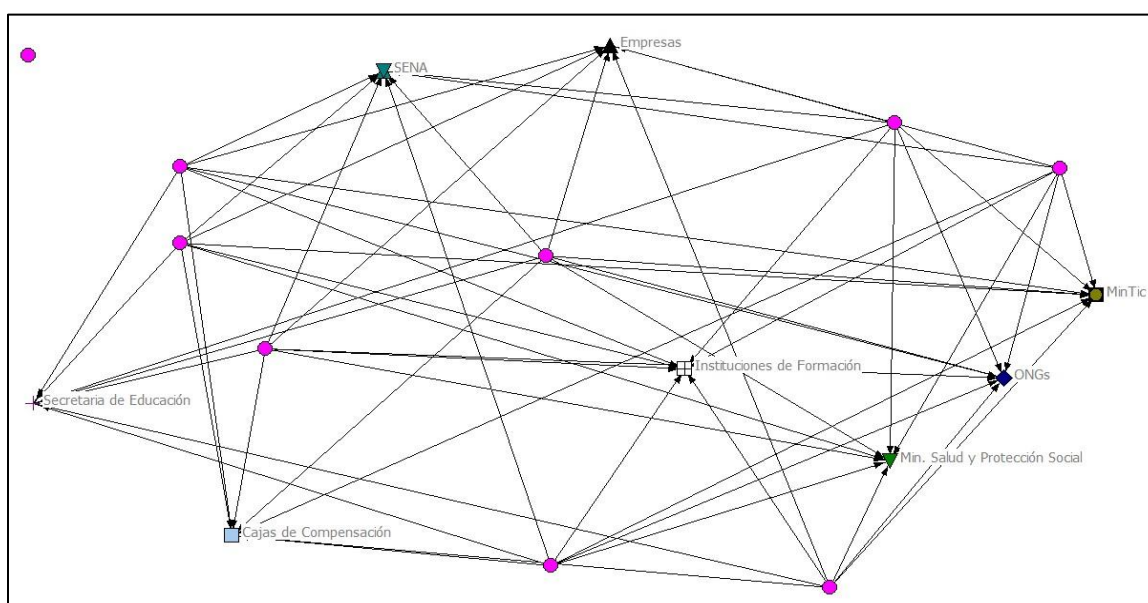 Empresas
SENA
MinTic
Instituciones de Formación
ONGs
Secretaria de Educación
Min. Salud y Protección Social
Cajas de Compensación